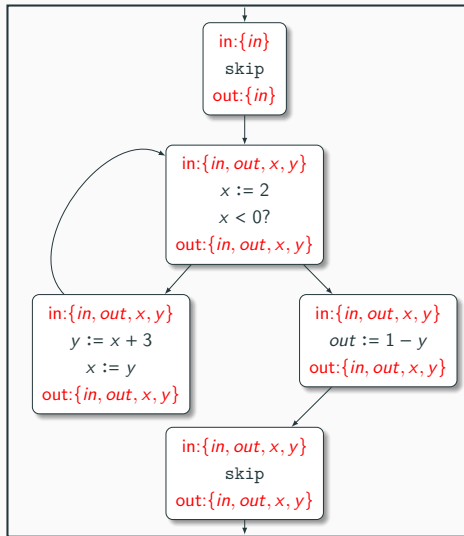 in:{in}
skip
out:{in}
in:{in, out, x, y}
x := 2
x < 0?
out:{in, out, x, y}
in:{in, out, x, y}
y := x + 3
x := y
out:{in, out, x, y}
in:{in, out, x, y}
out := 1 − y
out:{in, out, x, y}
in:{in, out, x, y}
skip
out:{in, out, x, y}